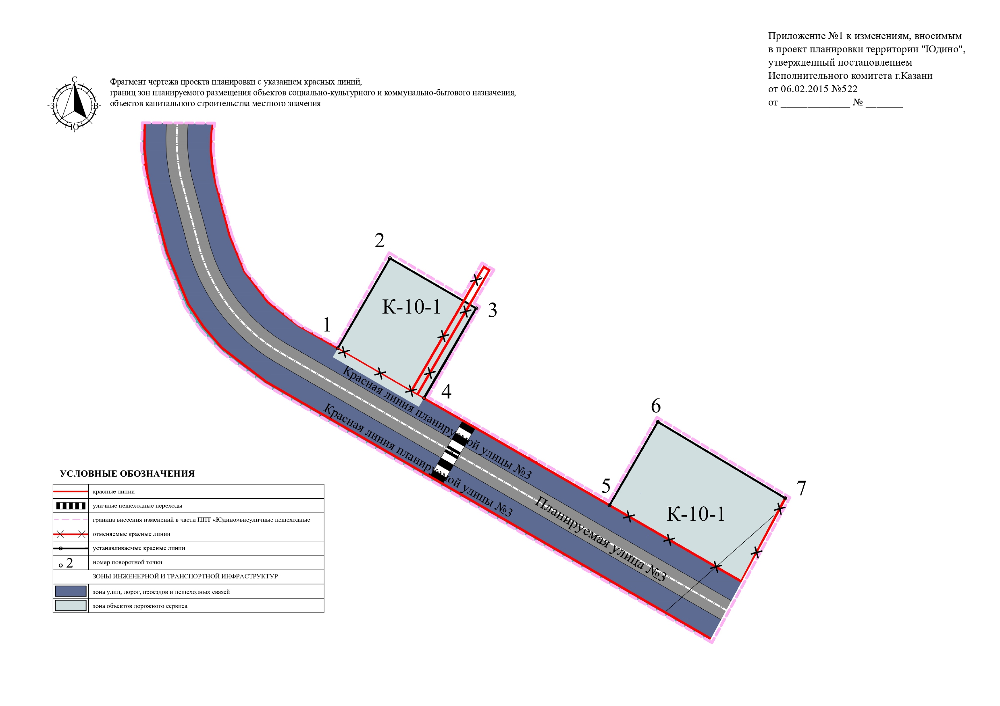 Приложение №1 к изменениям, вносимым
в проект планировки территории "Юдино",
утвержденный постановлением
Исполнительного комитета г.Казани
от 06.02.2015 №522
от _____________ № _______
С
З
В
Ю
Фрагмент чертежа проекта планировки с указанием красных линий,
границ зон планируемого размещения объектов социально-культурного и коммунально-бытового назначения,
объектов капитального строительства местного значения
2
К-10-1
3
1
4
Красная линия планируемой улицы №3
Красная линия планируемой улицы №3
6
5
7
К-10-1
Планируемая улица №3
УСЛОВНЫЕ ОБОЗНАЧЕНИЯ
красные линии
уличные пешеходные переходы
граница внесения изменений в части ППТ «Юдино»внеуличные пешеходные
отменяемые красные линии
устанавливаемые красные линии
2 номер поворотной точки
ЗОНЫ ИНЖЕНЕРНОЙ И ТРАНСПОРТНОЙ ИНФРАСТРУКТУР
зона улиц, дорог, проездов и пешеходных связей
зона объектов дорожного сервиса